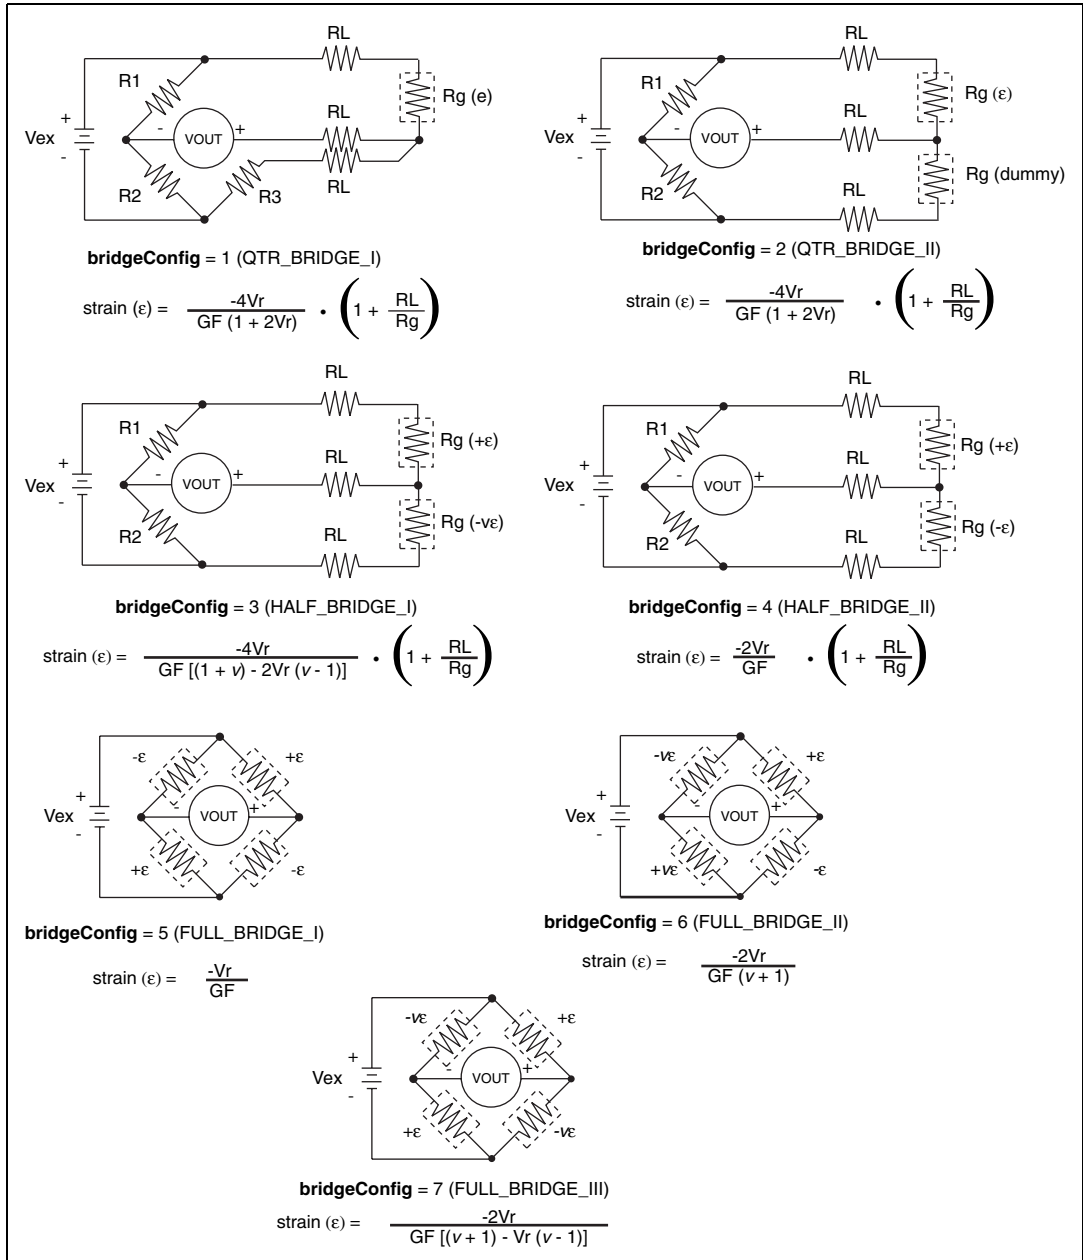 RL
R1
Rg (e)
+
Vex
-
-
VOUT
+
RL
R2
R3
RL
bridgeConfig = 1 (QTR_BRIDGE_I)
strain (ε) = -4Vr / GF (1 + 2Vr) • (1 + RL / Rg)
RL
R1
Rg (ε)
+
Vex
-
-
VOUT
+
RL
R2
Rg (dummy)
RL
bridgeConfig = 2 (QTR_BRIDGE_II)
strain (ε) = -4Vr / GF (1 + 2Vr) • (1 + RL / Rg)
RL
R1
Rg (+ε)
+
Vex
-
-
VOUT
+
RL
R2
Rg (-νε)
RL
bridgeConfig = 3 (HALF_BRIDGE_I)
strain (ε) = -4Vr / GF [(1 + ν) - 2Vr (ν - 1)] • (1 + RL / Rg)
RL
R1
Rg (+ε)
+
Vex
-
-
VOUT
+
RL
R2
Rg (-ε)
RL
bridgeConfig = 4 (HALF_BRIDGE_II)
strain (ε) = -2Vr / GF • (1 + RL / Rg)
-ε
+ε
+
Vex
-
-
VOUT
+
+ε
-ε
bridgeConfig = 5 (FULL_BRIDGE_I)
strain (ε) = -Vr / GF
-νε
+ε
+
Vex
-
-
VOUT
+
+νε
-ε
bridgeConfig = 6 (FULL_BRIDGE_II)
strain (ε) = -2Vr / GF (ν + 1)
-νε
+ε
+
Vex
-
-
VOUT
+
+ε
-νε
bridgeConfig = 7 (FULL_BRIDGE_III)
strain (ε) = -2Vr / GF [(ν + 1) - Vr (ν - 1)]